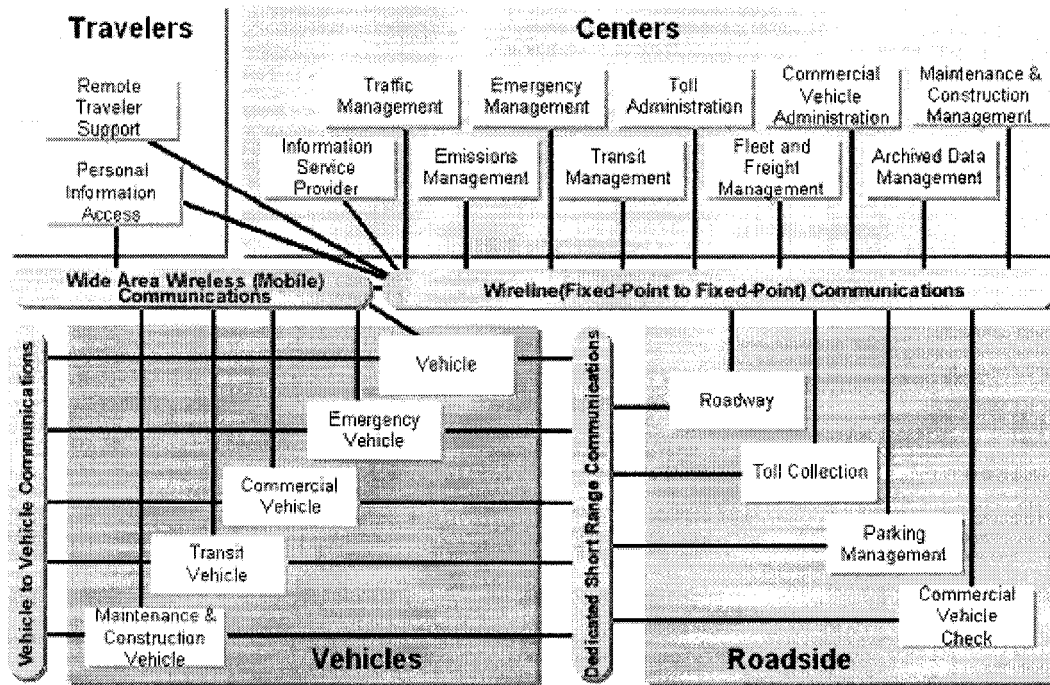 Travelers
Centers
Remote
Traveler
Support
Personal
Information
Access
Traffic
Management
Emergency
Management
Toll
Administration
Commercial
Vehicle
Administration
Maintenance &
Construction Management
Information
Service
Provider
Emissions
Management
Transit
Management
Fleet and
Freight
Management
Archived Data
Management
Wide Area Wireless (Mobile)
Communications
Wireline(Fixed-Point to Fixed-Point) Communications
Vehicle to Vehicle Communications
Vehicle
Emergency
Vehicle
Commercial
Vehicle
Transit
Vehicle
Maintenance &
Construction
Vehicle
Vehicles
Dedicated Short Range Communications
Roadway
Toll Collection
Parking
Management
Commercial
Vehicle
Check
Roadside